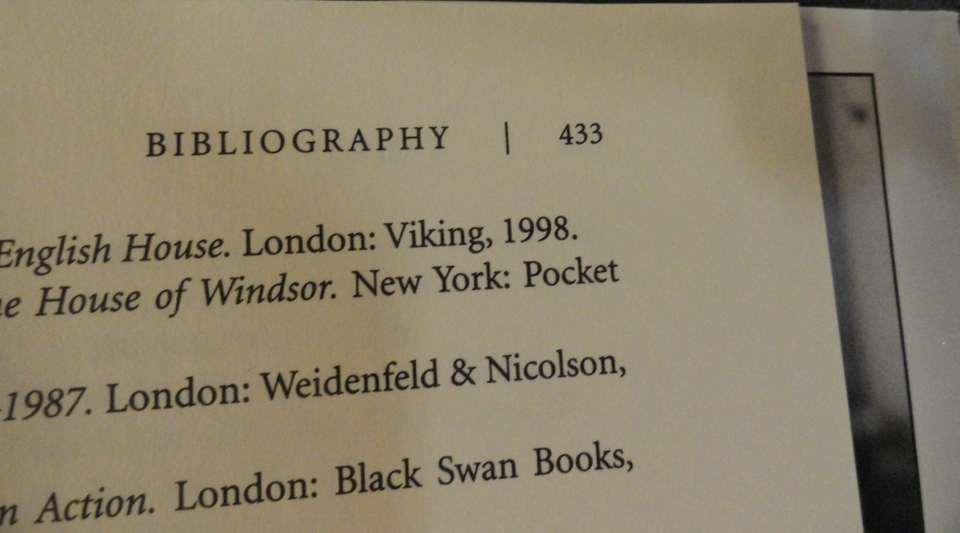 BIBLIOGRAPHY | 433
English House. London: Viking, 1998.
House of Windsor. New York: Pocket
-1987. London: Weidenfeld & Nicolson,
Action. London: Black Swan Books,